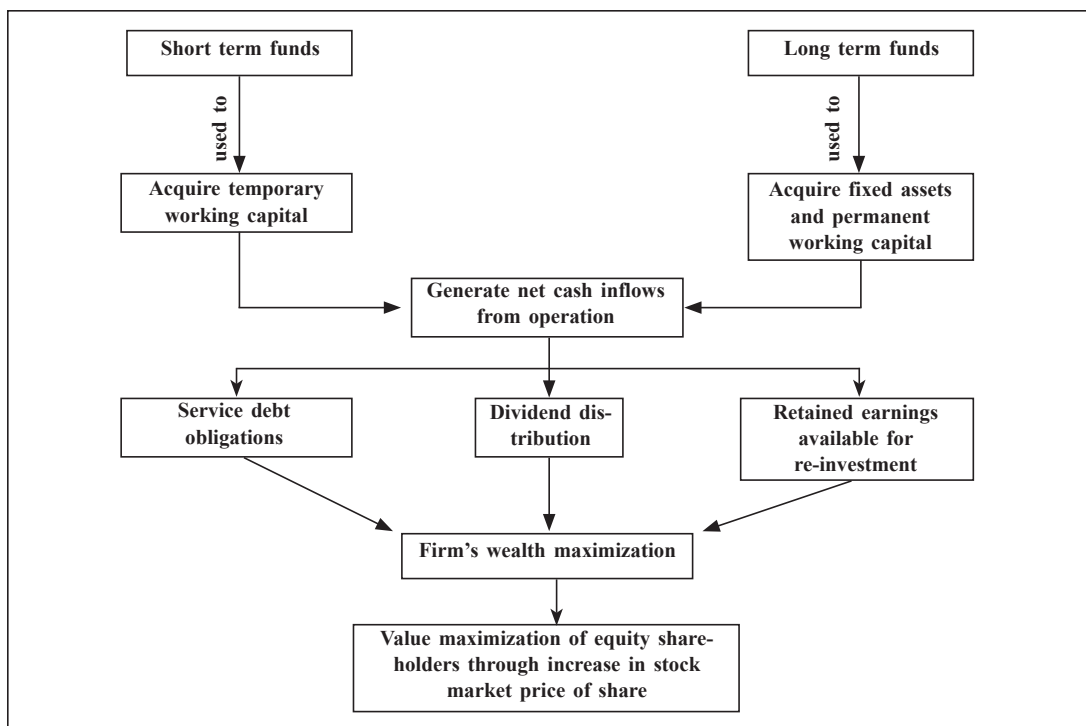 Short term funds
Long term funds
used to
used to
Acquire temporary
working capital
Acquire fixed assets
and permanent
working capital
Generate net cash inflows
from operation
Service debt
obligations
Dividend dis-
tribution
Retained earnings
available for
re-investment
Firm's wealth maximization
Value maximization of equity share-
holders through increase in stock
market price of share